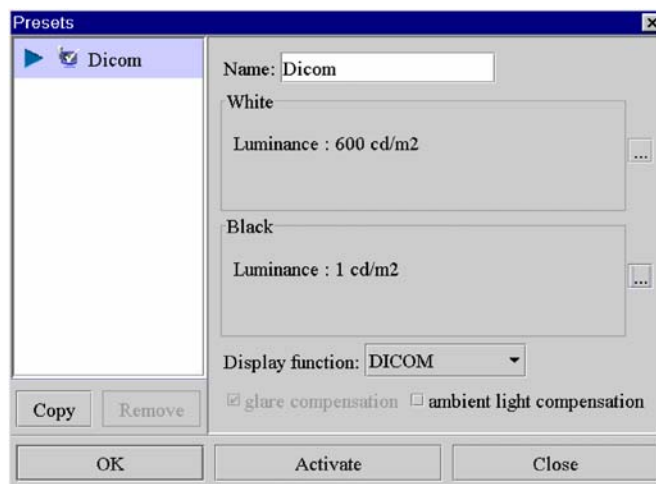 Presets
Dicom
Name: Dicom
White
Luminance : 600 cd/m2
...
Black
Luminance : 1 cd/m2
...
Display function: DICOM
glare compensation ambient light compensation
Copy Remove
OK Activate Close